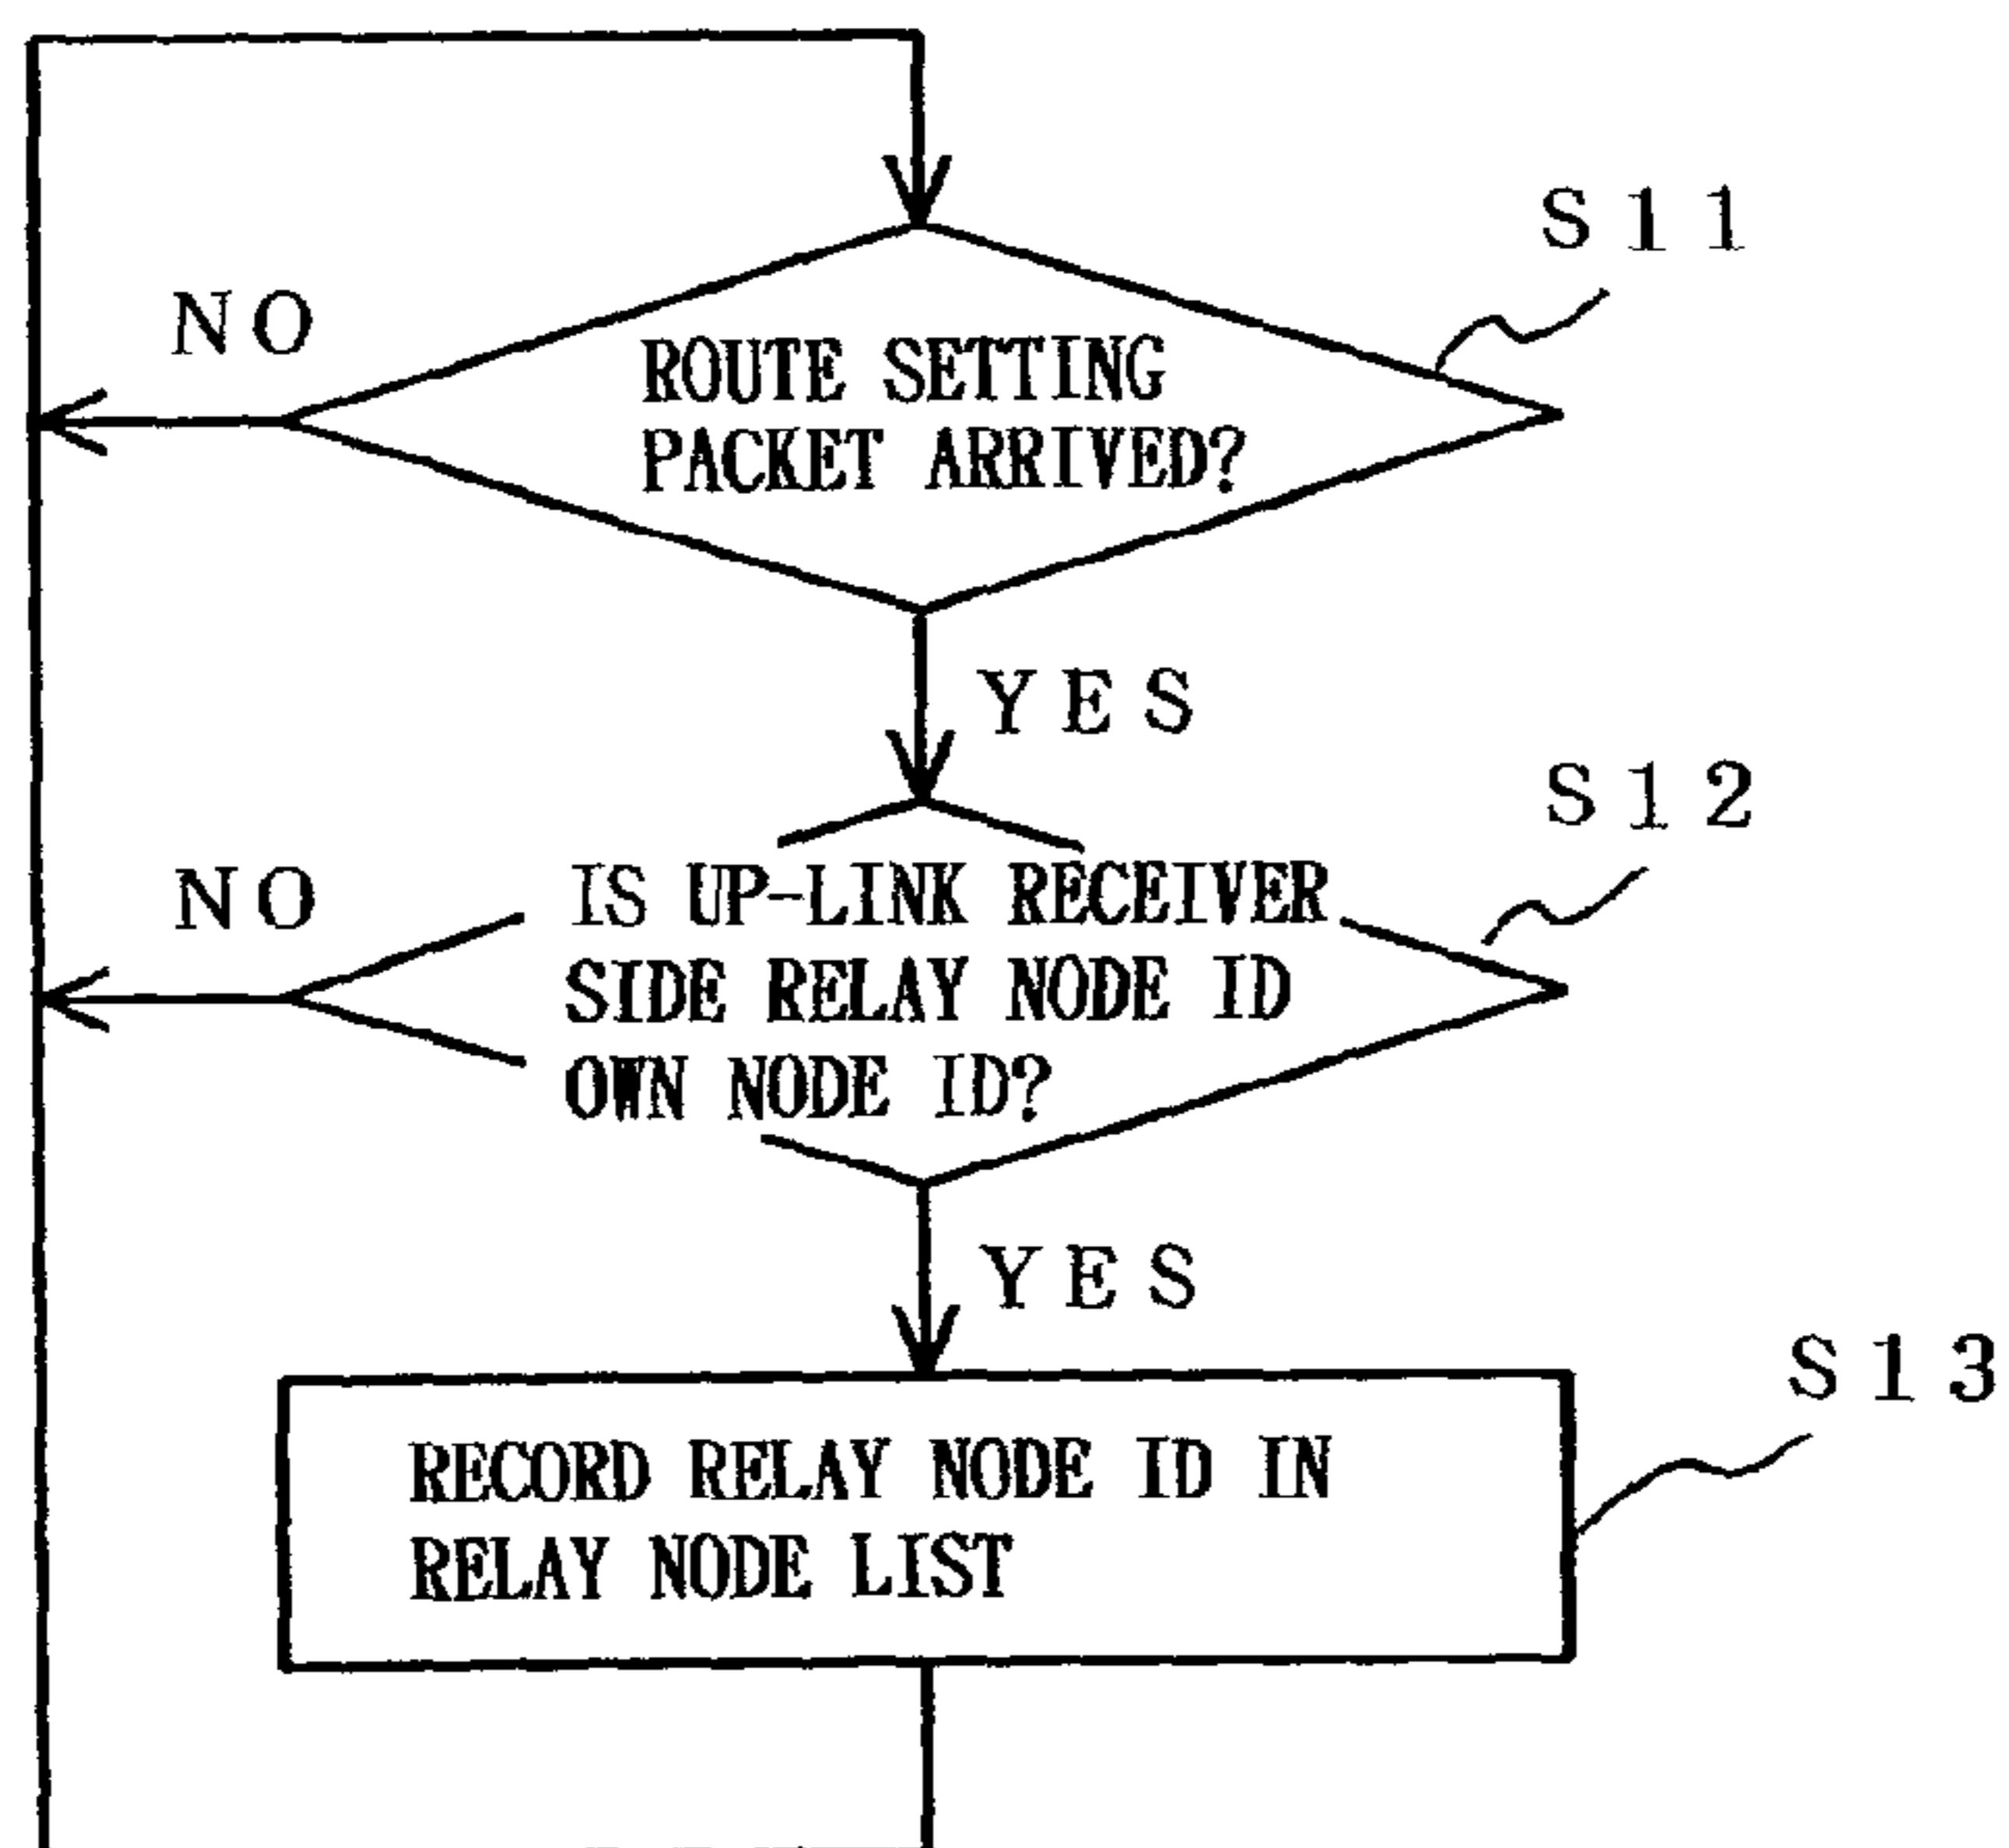 S11
NO
ROUTE SETTING
PACKET ARRIVED?
YES
S12
NO
IS UP-LINK RECEIVER
SIDE RELAY NODE ID
OWN NODE ID?
YES
S13
RECORD RELAY NODE ID IN
RELAY NODE LIST